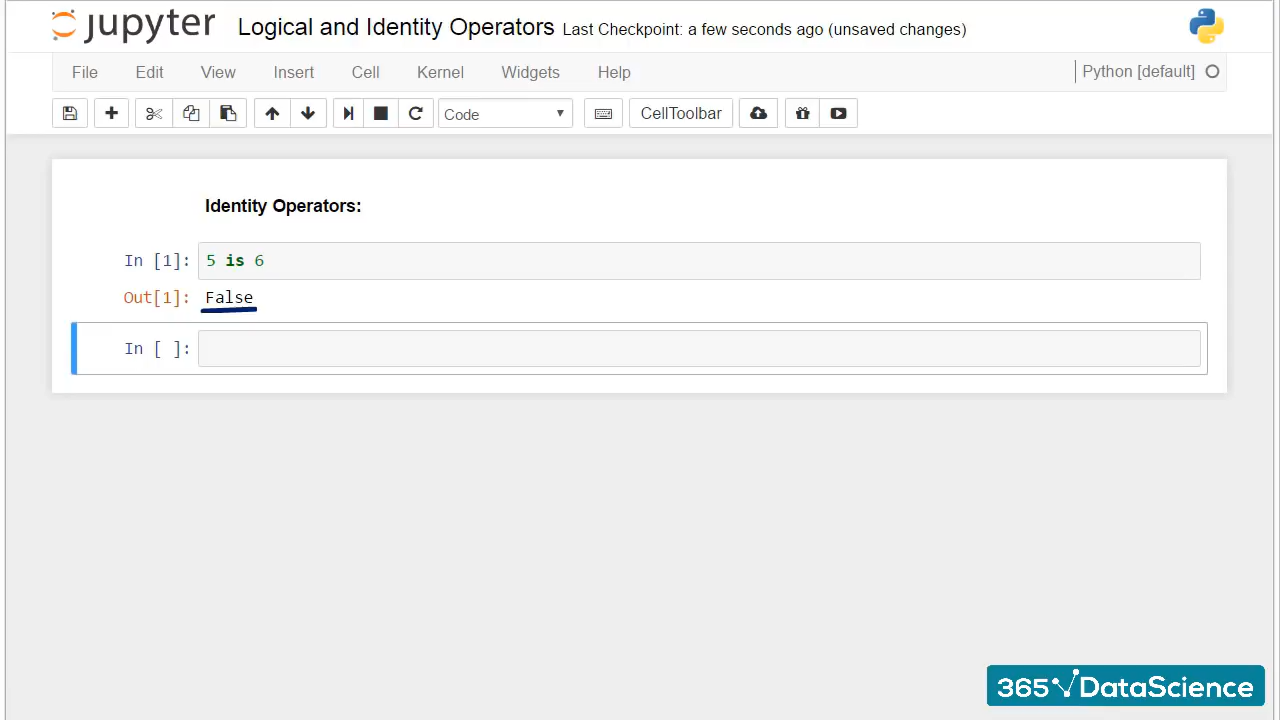 jupyter Logical and Identity Operators Last Checkpoint: a few seconds ago (unsaved changes)
File Edit View Insert Cell Kernel Widgets Help Python [default]
Code CellToolbar
Identity Operators:
In [1]: 5 is 6
Out[1]: False
In [ ]:
365 DataScience